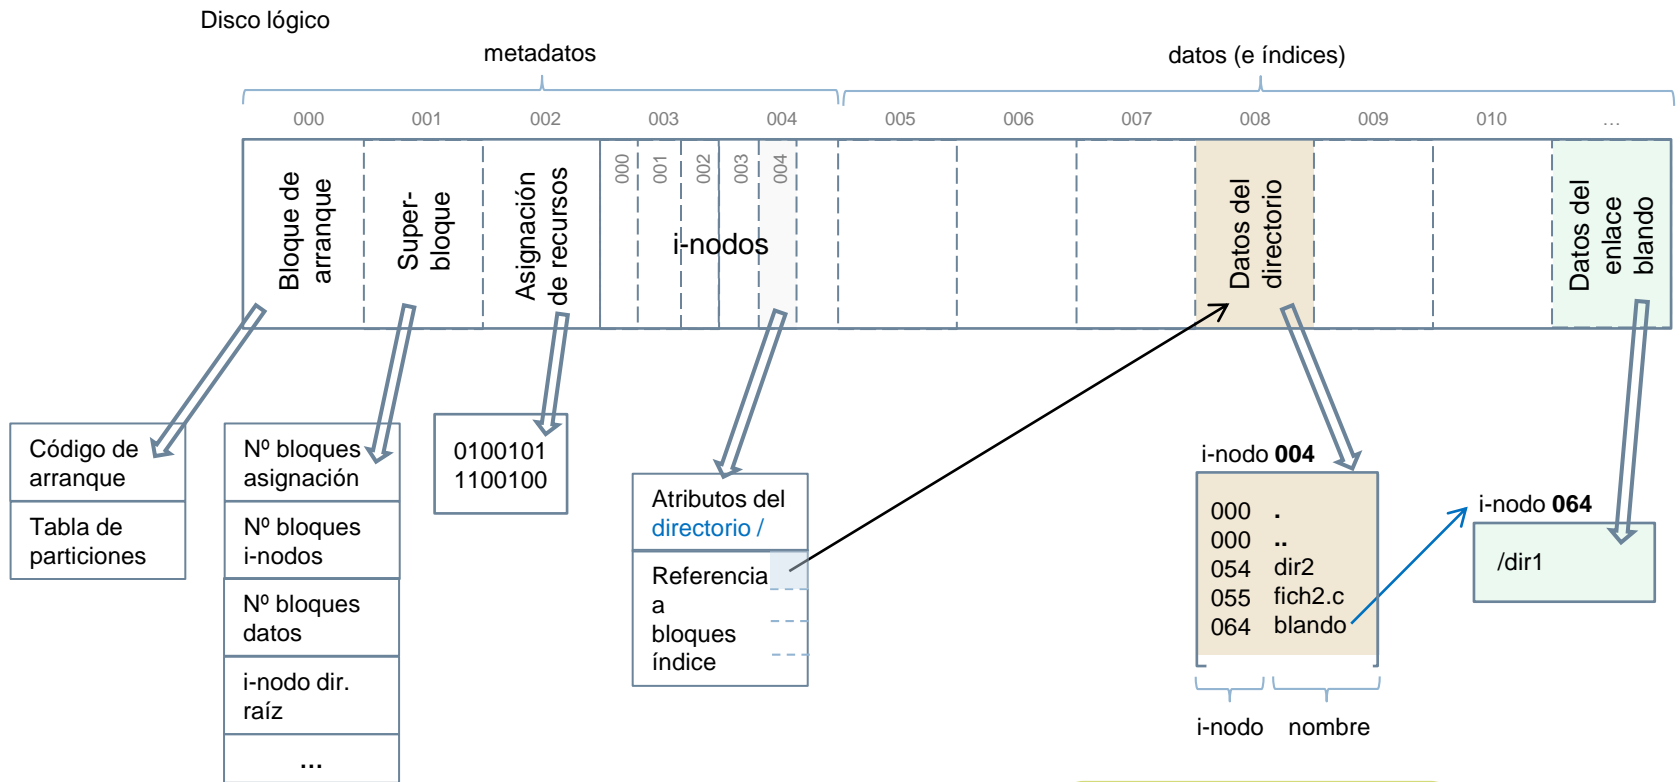 Disco lógico
metadatos
datos (e índices)
000
001
002
003
004
005
006
007
008
009
010
...
Bloque de
arranque
Super-
bloque
Asignación
de recursos
000
001
002
003
004
i-nodos
Datos del
directorio
Datos del
enlace
blando
Código de
arranque
Tabla de
particiones
Nº bloques
asignación
Nº bloques
i-nodos
Nº bloques
datos
i-nodo dir.
raíz
...
0100101
1100100
Atributos del
directorio /
Referencia
a
bloques
índice
i-nodo 004
000 .
000 ..
054 dir2
055 fich2.c
064 blando
i-nodo nombre
i-nodo 064
/dir1